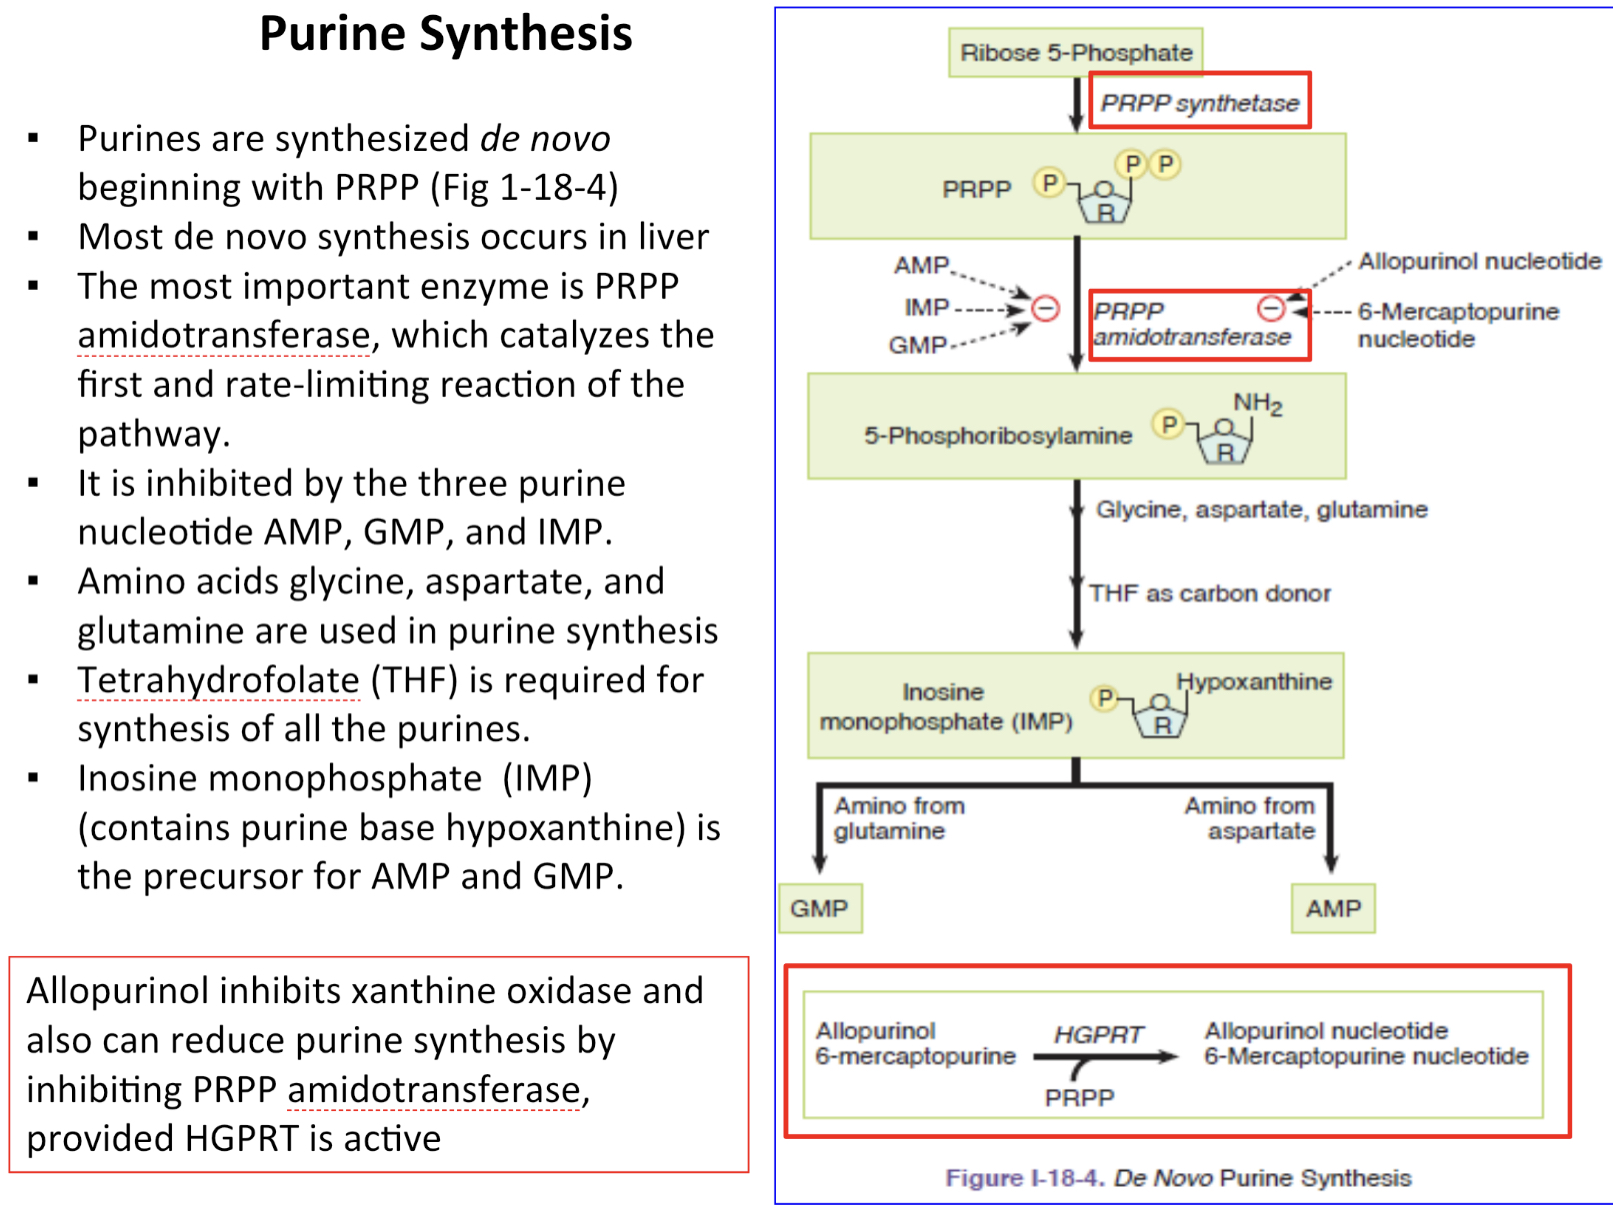 Purine Synthesis
▪ Purines are synthesized de novo
beginning with PRPP (Fig 1-18-4)
▪ Most de novo synthesis occurs in liver
▪ The most important enzyme is PRPP
amidotransferase, which catalyzes the
first and rate-limiting reaction of the
pathway.
▪ It is inhibited by the three purine
nucleotide AMP, GMP, and IMP.
▪ Amino acids glycine, aspartate, and
glutamine are used in purine synthesis
▪ Tetrahydrofolate (THF) is required for
synthesis of all the purines.
▪ Inosine monophosphate (IMP)
(contains purine base hypoxanthine) is
the precursor for AMP and GMP.
Allopurinol inhibits xanthine oxidase and
also can reduce purine synthesis by
inhibiting PRPP amidotransferase,
provided HGPRT is active
Ribose 5-Phosphate
PRPP synthetase
P P
PRPP P O
R
AMP
IMP
GMP
−
PRPP
amidotransferase
−
Allopurinol nucleotide
6-Mercaptopurine
nucleotide
NH2
5-Phosphoribosylamine P O
R
Glycine, aspartate, glutamine
THF as carbon donor
Inosine
monophosphate (IMP)
P O
R
Hypoxanthine
Amino from
glutamine
Amino from
aspartate
GMP
AMP
Allopurinol
6-mercaptopurine
HGPRT
PRPP
Allopurinol nucleotide
6-Mercaptopurine nucleotide
Figure I-18-4. De Novo Purine Synthesis